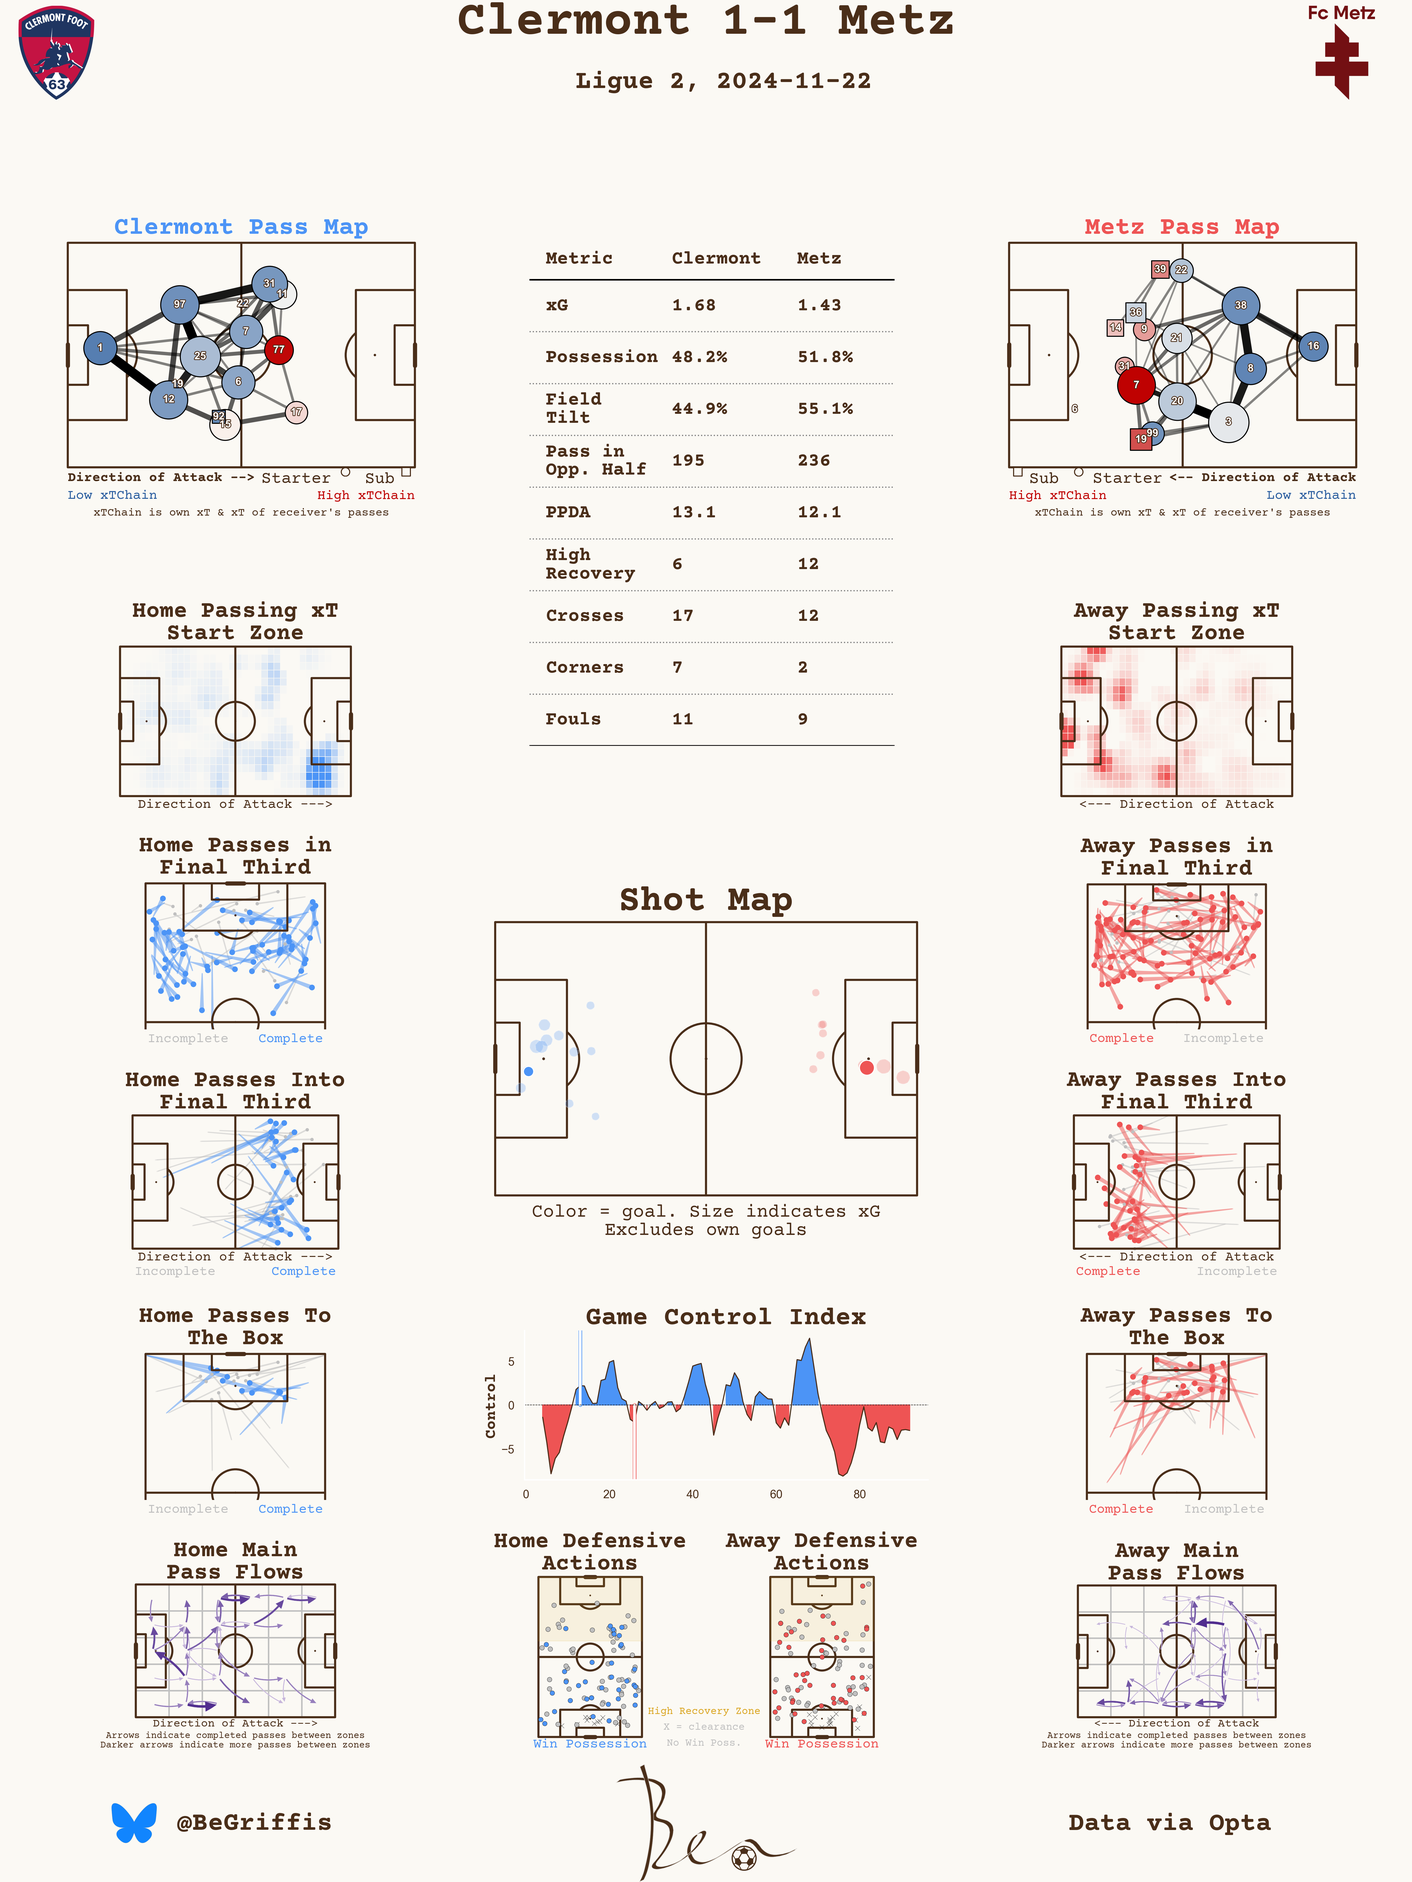 Clermont 1-1 Metz
Ligue 2, 2024-11-22
CLERMONT FOOT
63
Fc Metz
Clermont Pass Map
1
97
12
25
19
31
11
22
7
77
6
92
15
17
Direction of Attack --> Starter Sub
Low xTChain High xTChain
xTChain is own xT & xT of receiver's passes
Metric Clermont Metz
xG 1.68 1.43
Possession 48.2% 51.8%
Field
Tilt 44.9% 55.1%
Pass in
Opp. Half 195 236
PPDA 13.1 12.1
High
Recovery 6 12
Crosses 17 12
Corners 7 2
Fouls 11 9
Metz Pass Map
39
22
36
14
9
21
38
16
31
7
8
20
3
6
19
99
Sub Starter <-- Direction of Attack
High xTChain Low xTChain
xTChain is own xT & xT of receiver's passes
Home Passing xT
Start Zone
Direction of Attack --->
Away Passing xT
Start Zone
<--- Direction of Attack
Home Passes in
Final Third
Incomplete Complete
Away Passes in
Final Third
Complete Incomplete
Shot Map
Color = goal. Size indicates xG
Excludes own goals
Home Passes Into
Final Third
Direction of Attack --->
Incomplete Complete
Away Passes Into
Final Third
<--- Direction of Attack
Complete Incomplete
Home Passes To
The Box
Incomplete Complete
Game Control Index
Control
5
0
−5
0 20 40 60 80
Away Passes To
The Box
Complete Incomplete
Home Main
Pass Flows
Direction of Attack --->
Arrows indicate completed passes between zones
Darker arrows indicate more passes between zones
Home Defensive
Actions
Win Possession
Away Defensive
Actions
Win Possession
High Recovery Zone
X = clearance
No Win Poss.
Away Main
Pass Flows
<--- Direction of Attack
Arrows indicate completed passes between zones
Darker arrows indicate more passes between zones
@BeGriffis
Ben
Data via Opta